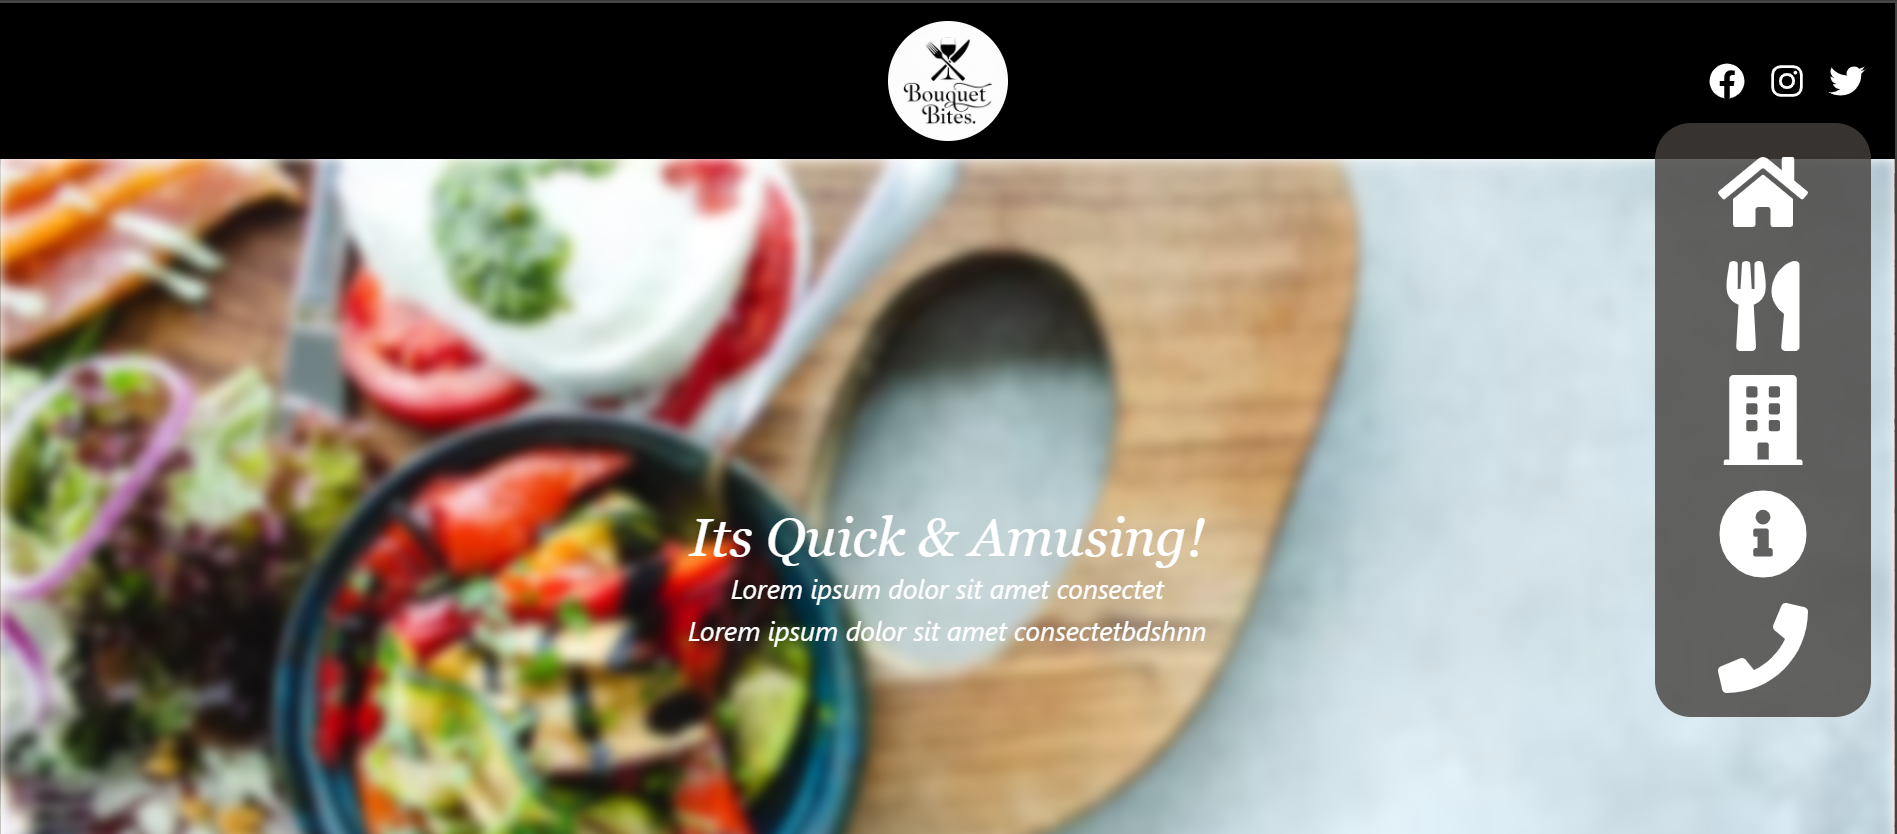 Bouquet
Bites.
Its Quick & Amusing!
Lorem ipsum dolor sit amet consectet
Lorem ipsum dolor sit amet consectetbdshnn